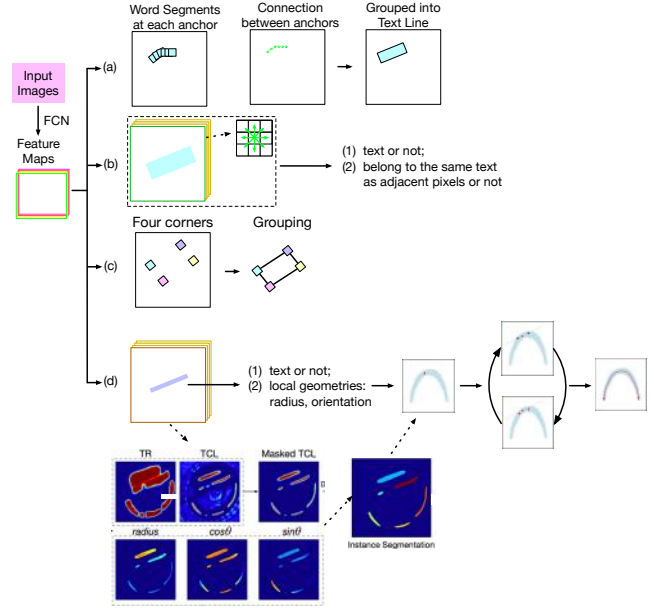 Word Segments
at each anchor
Connection
between anchors
Grouped into
Text Line
(a)
Input
Images
FCN
Feature
Maps
(b)
(1) text or not;
(2) belong to the same text
as adjacent pixels or not
Four corners
Grouping
(c)
(d)
(1) text or not;
(2) local geometries:
radius, orientation
TR
TCL
Masked TCL
radius
cosθ
sinθ
Instance Segmentation